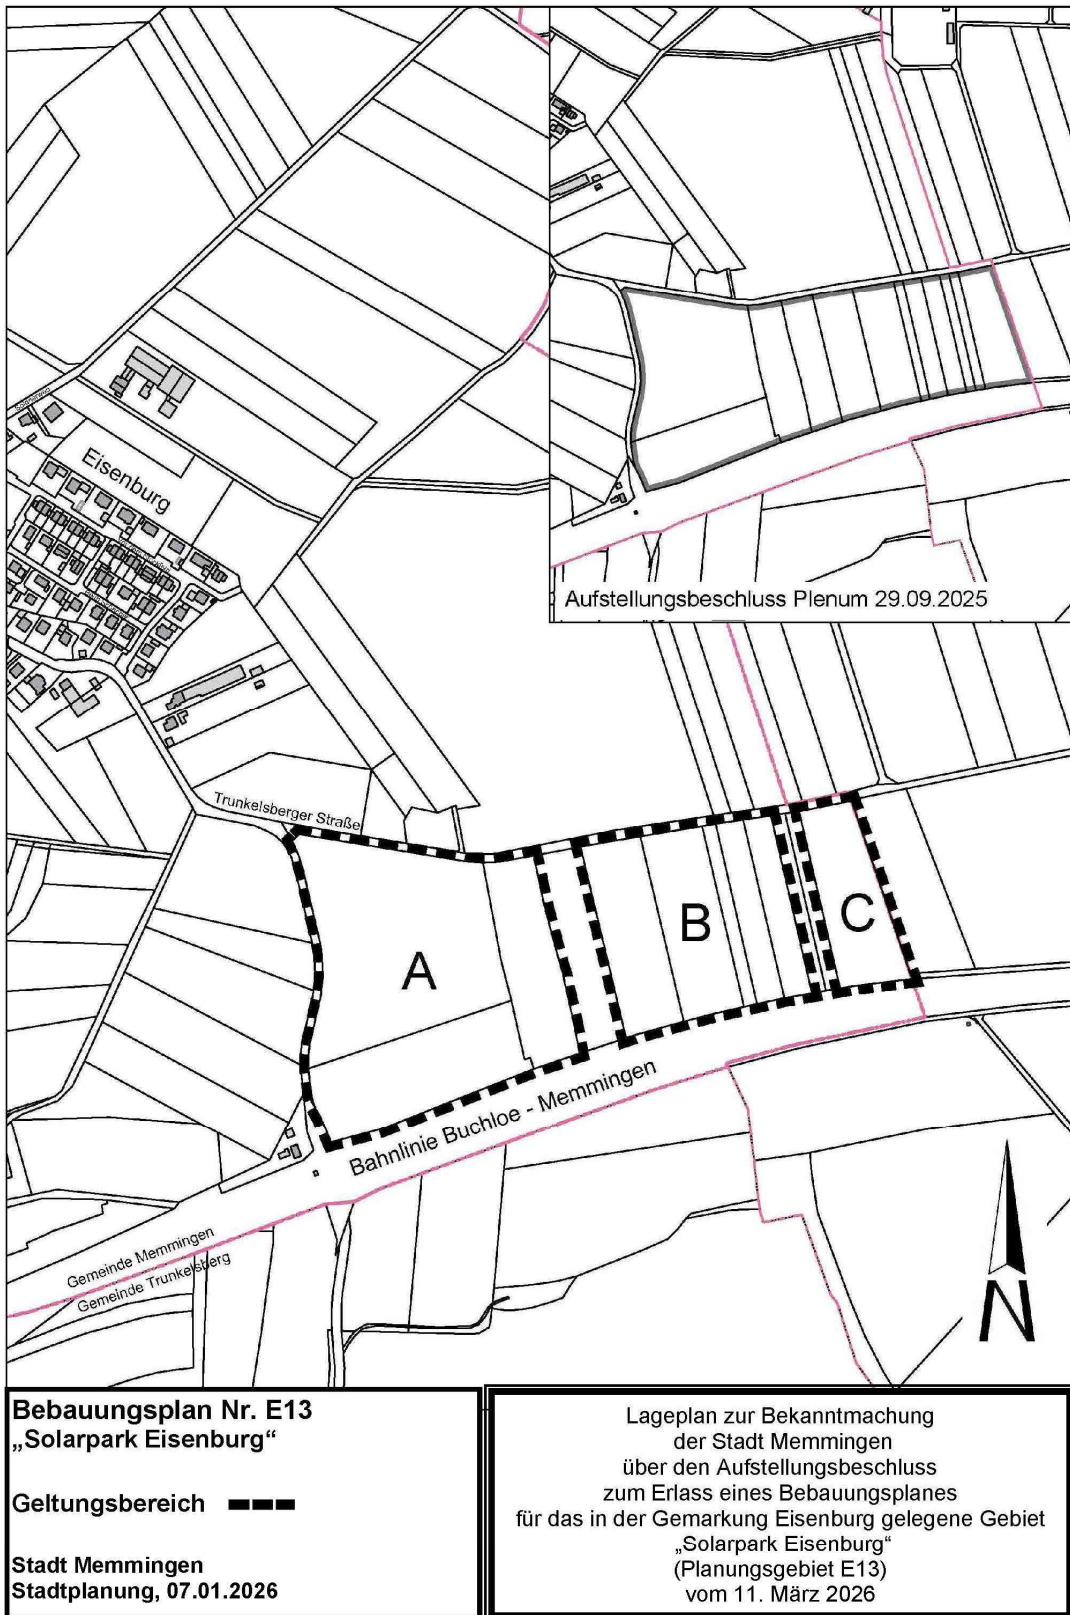 Eisenburg
Aufstellungsbeschluss Plenum 29.09.2025
Trunkelsberger Straße
A
B
C
Bahnlinie Buchloe - Memmingen
Gemeinde Memmingen
Gemeinde Trunkelsberg
N
Bebauungsplan Nr. E13
„Solarpark Eisenburg“
Geltungsbereich
Stadt Memmingen
Stadtplanung, 07.01.2026
Lageplan zur Bekanntmachung
der Stadt Memmingen
über den Aufstellungsbeschluss
zum Erlass eines Bebauungsplanes
für das in der Gemarkung Eisenburg gelegene Gebiet
„Solarpark Eisenburg“
(Planungsgebiet E13)
vom 11. März 2026